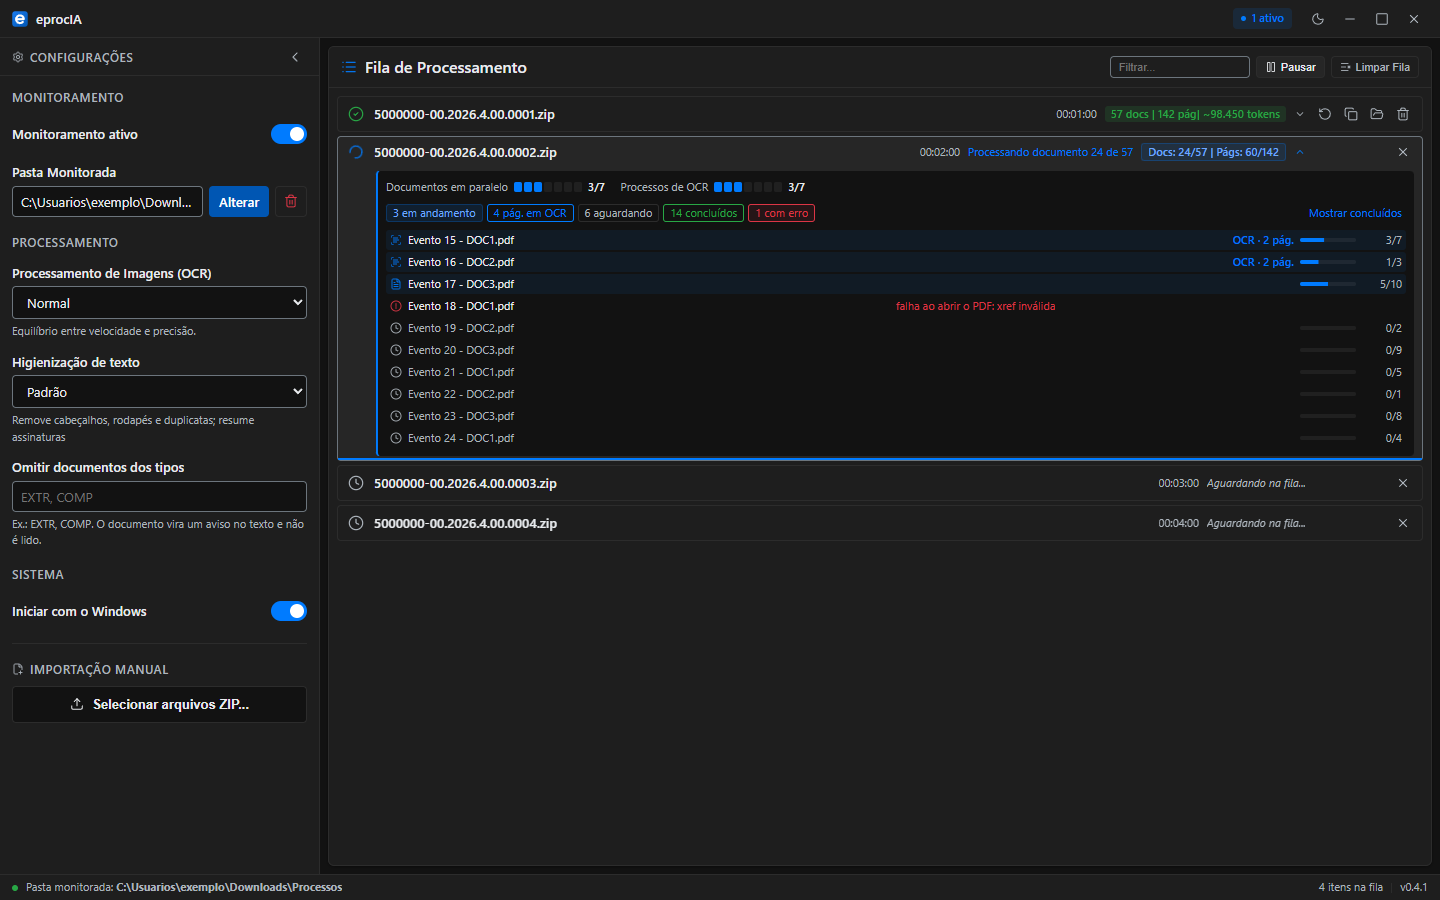 eprocIA
1 ativo
CONFIGURAÇÕES
MONITORAMENTO
Monitoramento ativo
Pasta Monitorada
C:\Usuarios\exemplo\Downl...
Alterar
PROCESSAMENTO
Processamento de Imagens (OCR)
Normal
Equilíbrio entre velocidade e precisão.
Higienização de texto
Padrão
Remove cabeçalhos, rodapés e duplicatas; resume
assinaturas
Omitir documentos dos tipos
EXTR, COMP
Ex.: EXTR, COMP. O documento vira um aviso no texto e não
é lido.
SISTEMA
Iniciar com o Windows
IMPORTAÇÃO MANUAL
Selecionar arquivos ZIP...
Fila de Processamento
Filtrar...
Pausar
Limpar Fila
5000000-00.2026.4.00.0001.zip 00:01:00 57 docs | 142 pág| ~98.450 tokens
5000000-00.2026.4.00.0002.zip 00:02:00 Processando documento 24 de 57 Docs: 24/57 | Págs: 60/142
Documentos em paralelo 3/7 Processos de OCR 3/7
3 em andamento 4 pág. em OCR 6 aguardando 14 concluídos 1 com erro Mostrar concluídos
Evento 15 - DOC1.pdf OCR · 2 pág. 3/7
Evento 16 - DOC2.pdf OCR · 2 pág. 1/3
Evento 17 - DOC3.pdf 5/10
Evento 18 - DOC1.pdf falha ao abrir o PDF: xref inválida
Evento 19 - DOC2.pdf 0/2
Evento 20 - DOC3.pdf 0/9
Evento 21 - DOC1.pdf 0/5
Evento 22 - DOC2.pdf 0/1
Evento 23 - DOC3.pdf 0/8
Evento 24 - DOC1.pdf 0/4
5000000-00.2026.4.00.0003.zip 00:03:00 Aguardando na fila...
5000000-00.2026.4.00.0004.zip 00:04:00 Aguardando na fila...
Pasta monitorada: C:\Usuarios\exemplo\Downloads\Processos
4 itens na fila
v0.4.1